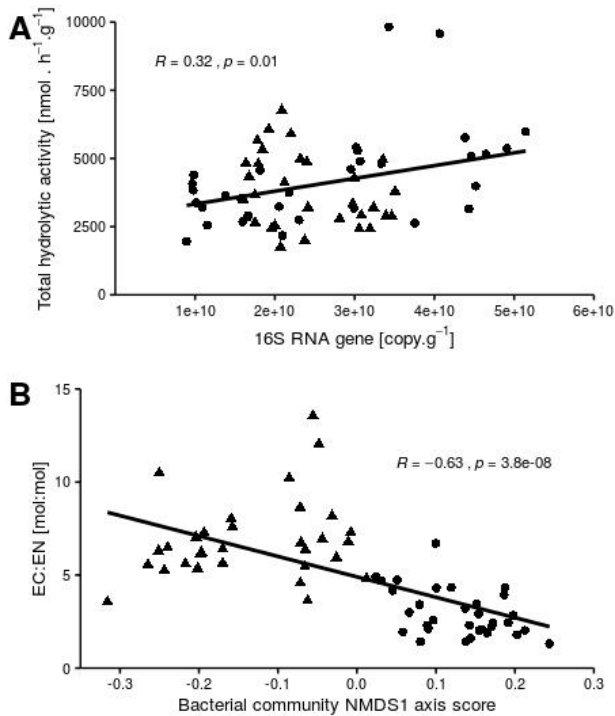 A
Total hydrolytic activity [nmol . h⁻¹.g⁻¹]
10000
7500
5000
2500
0
R = 0.32 , p = 0.01
1e+10
2e+10
3e+10
4e+10
5e+10
6e+10
16S RNA gene [copy.g⁻¹]
B
EC:EN [mol:mol]
15
10
5
0
R = −0.63 , p = 3.8e-08
-0.3
-0.2
-0.1
0.0
0.1
0.2
0.3
Bacterial community NMDS1 axis score